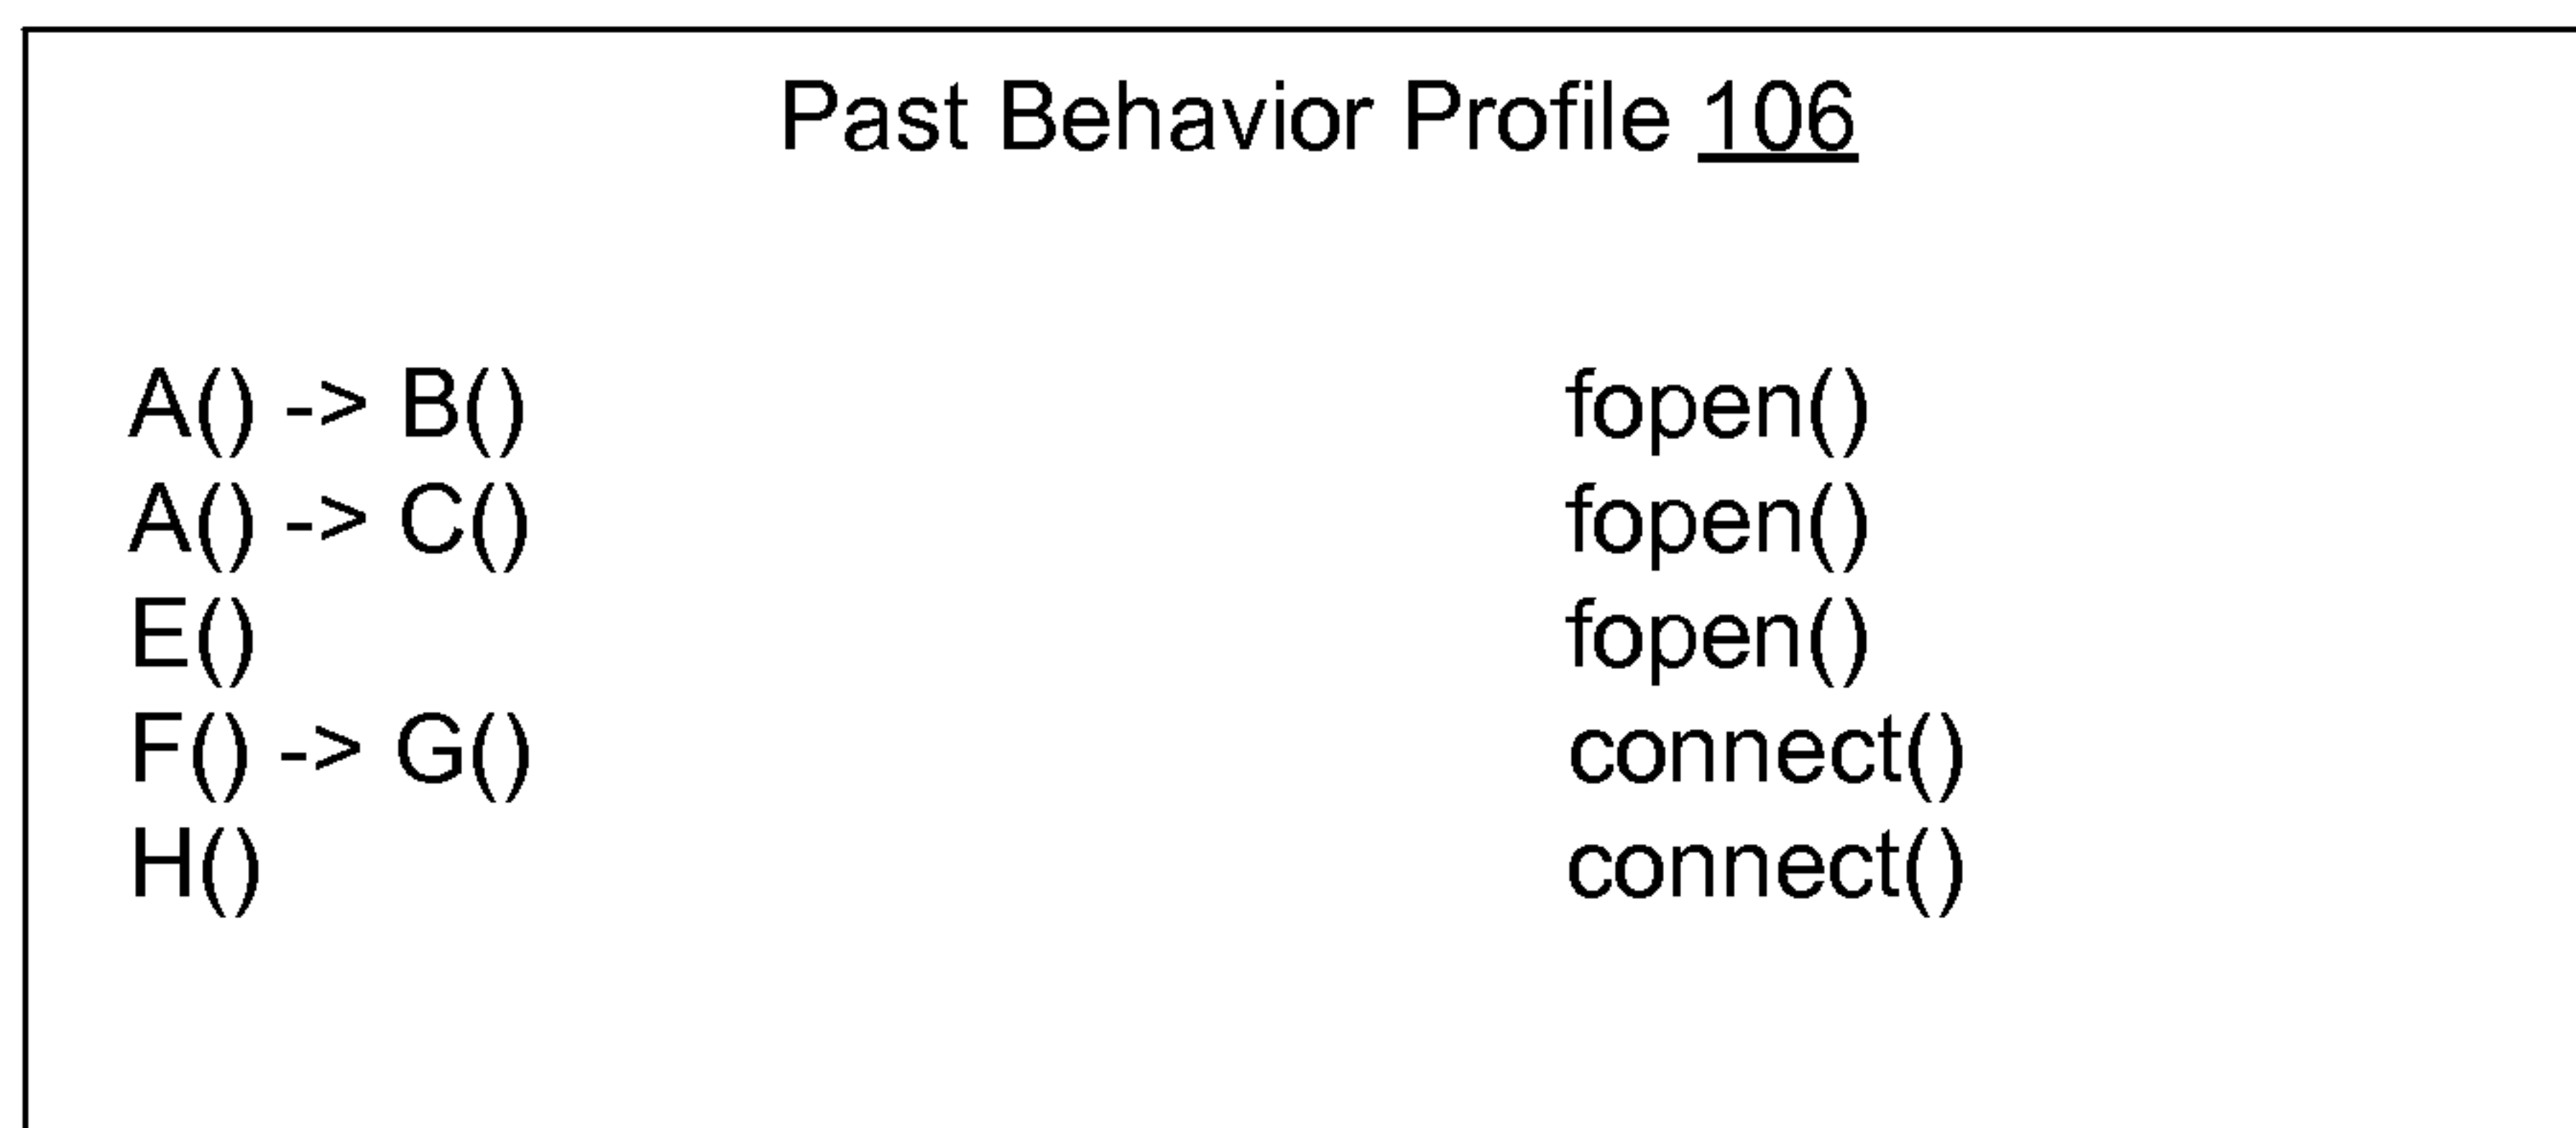 Past Behavior Profile 106
A() -> B() fopen()
A() -> C() fopen()
E() fopen()
F() -> G() connect()
H() connect()